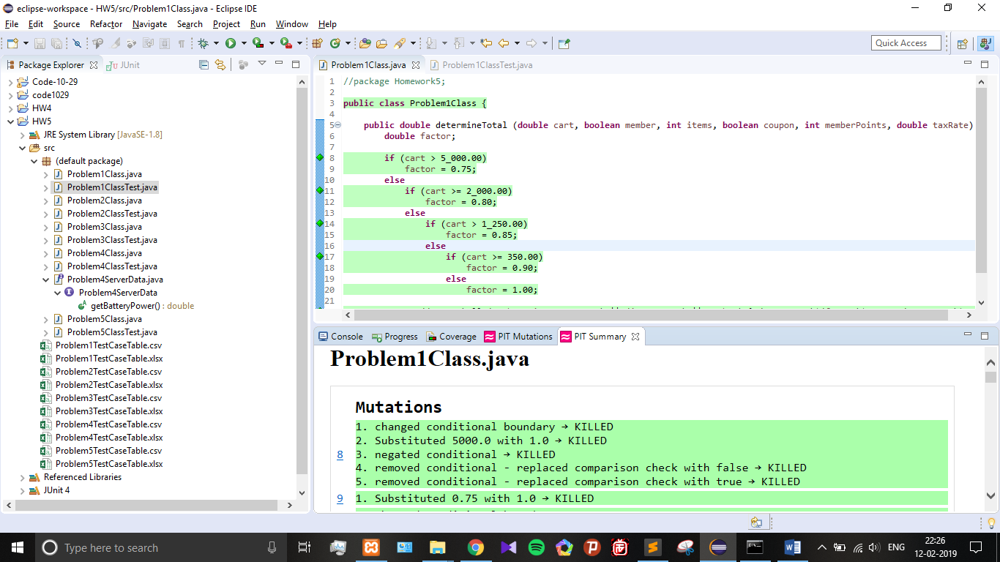 eclipse-workspace - HW5/src/Problem1Class.java - Eclipse IDE
File Edit Source Refactor Navigate Search Project Run Window Help
Quick Access
Package Explorer
JUnit
Code-10-29
code1029
HW4
HW5
JRE System Library [JavaSE-1.8]
src
(default package)
Problem1Class.java
Problem1ClassTest.java
Problem2Class.java
Problem2ClassTest.java
Problem3Class.java
Problem3ClassTest.java
Problem4Class.java
Problem4ClassTest.java
Problem4ServerData.java
Problem4ServerData
getBatteryPower() : double
Problem5Class.java
Problem5ClassTest.java
Problem1TestCaseTable.csv
Problem1TestCaseTable.xlsx
Problem2TestCaseTable.csv
Problem2TestCaseTable.xlsx
Problem3TestCaseTable.csv
Problem3TestCaseTable.xlsx
Problem4TestCaseTable.csv
Problem4TestCaseTable.xlsx
Problem5TestCaseTable.csv
Problem5TestCaseTable.xlsx
Referenced Libraries
JUnit 4
Problem1Class.java
Problem1ClassTest.java
1 //package Homework5;
2
3 public class Problem1Class {
4
5 public double determineTotal (double cart, boolean member, int items, boolean coupon, int memberPoints, double taxRate)
6 double factor;
7
8 if (cart > 5_000.00)
9 factor = 0.75;
10 else
11 if (cart >= 2_000.00)
12 factor = 0.80;
13 else
14 if (cart > 1_250.00)
15 factor = 0.85;
16 else
17 if (cart >= 350.00)
18 factor = 0.90;
19 else
20 factor = 1.00;
21
Console Progress Coverage PIT Mutations PIT Summary
Problem1Class.java
Mutations
1. changed conditional boundary → KILLED
2. Substituted 5000.0 with 1.0 → KILLED
8 3. negated conditional → KILLED
4. removed conditional - replaced comparison check with false → KILLED
5. removed conditional - replaced comparison check with true → KILLED
9 1. Substituted 0.75 with 1.0 → KILLED
Type here to search
ENG
22:26
12-02-2019